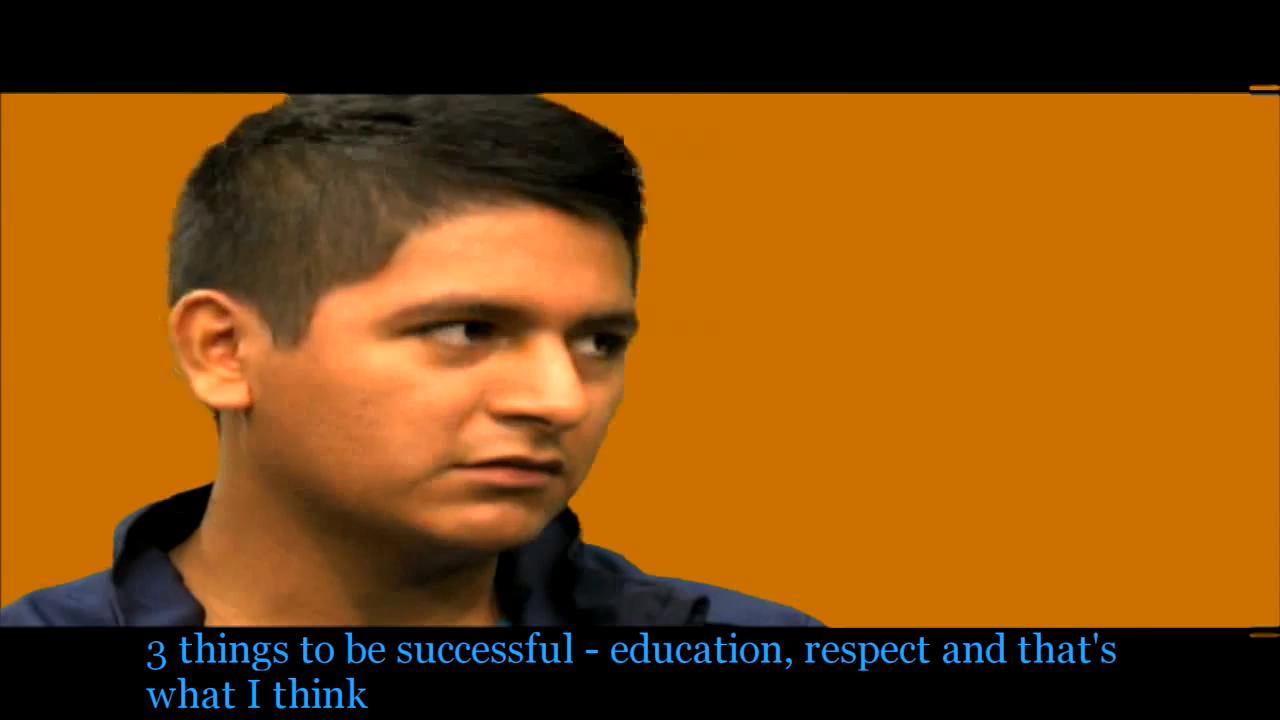 3 things to be successful - education, respect and that's
what I think